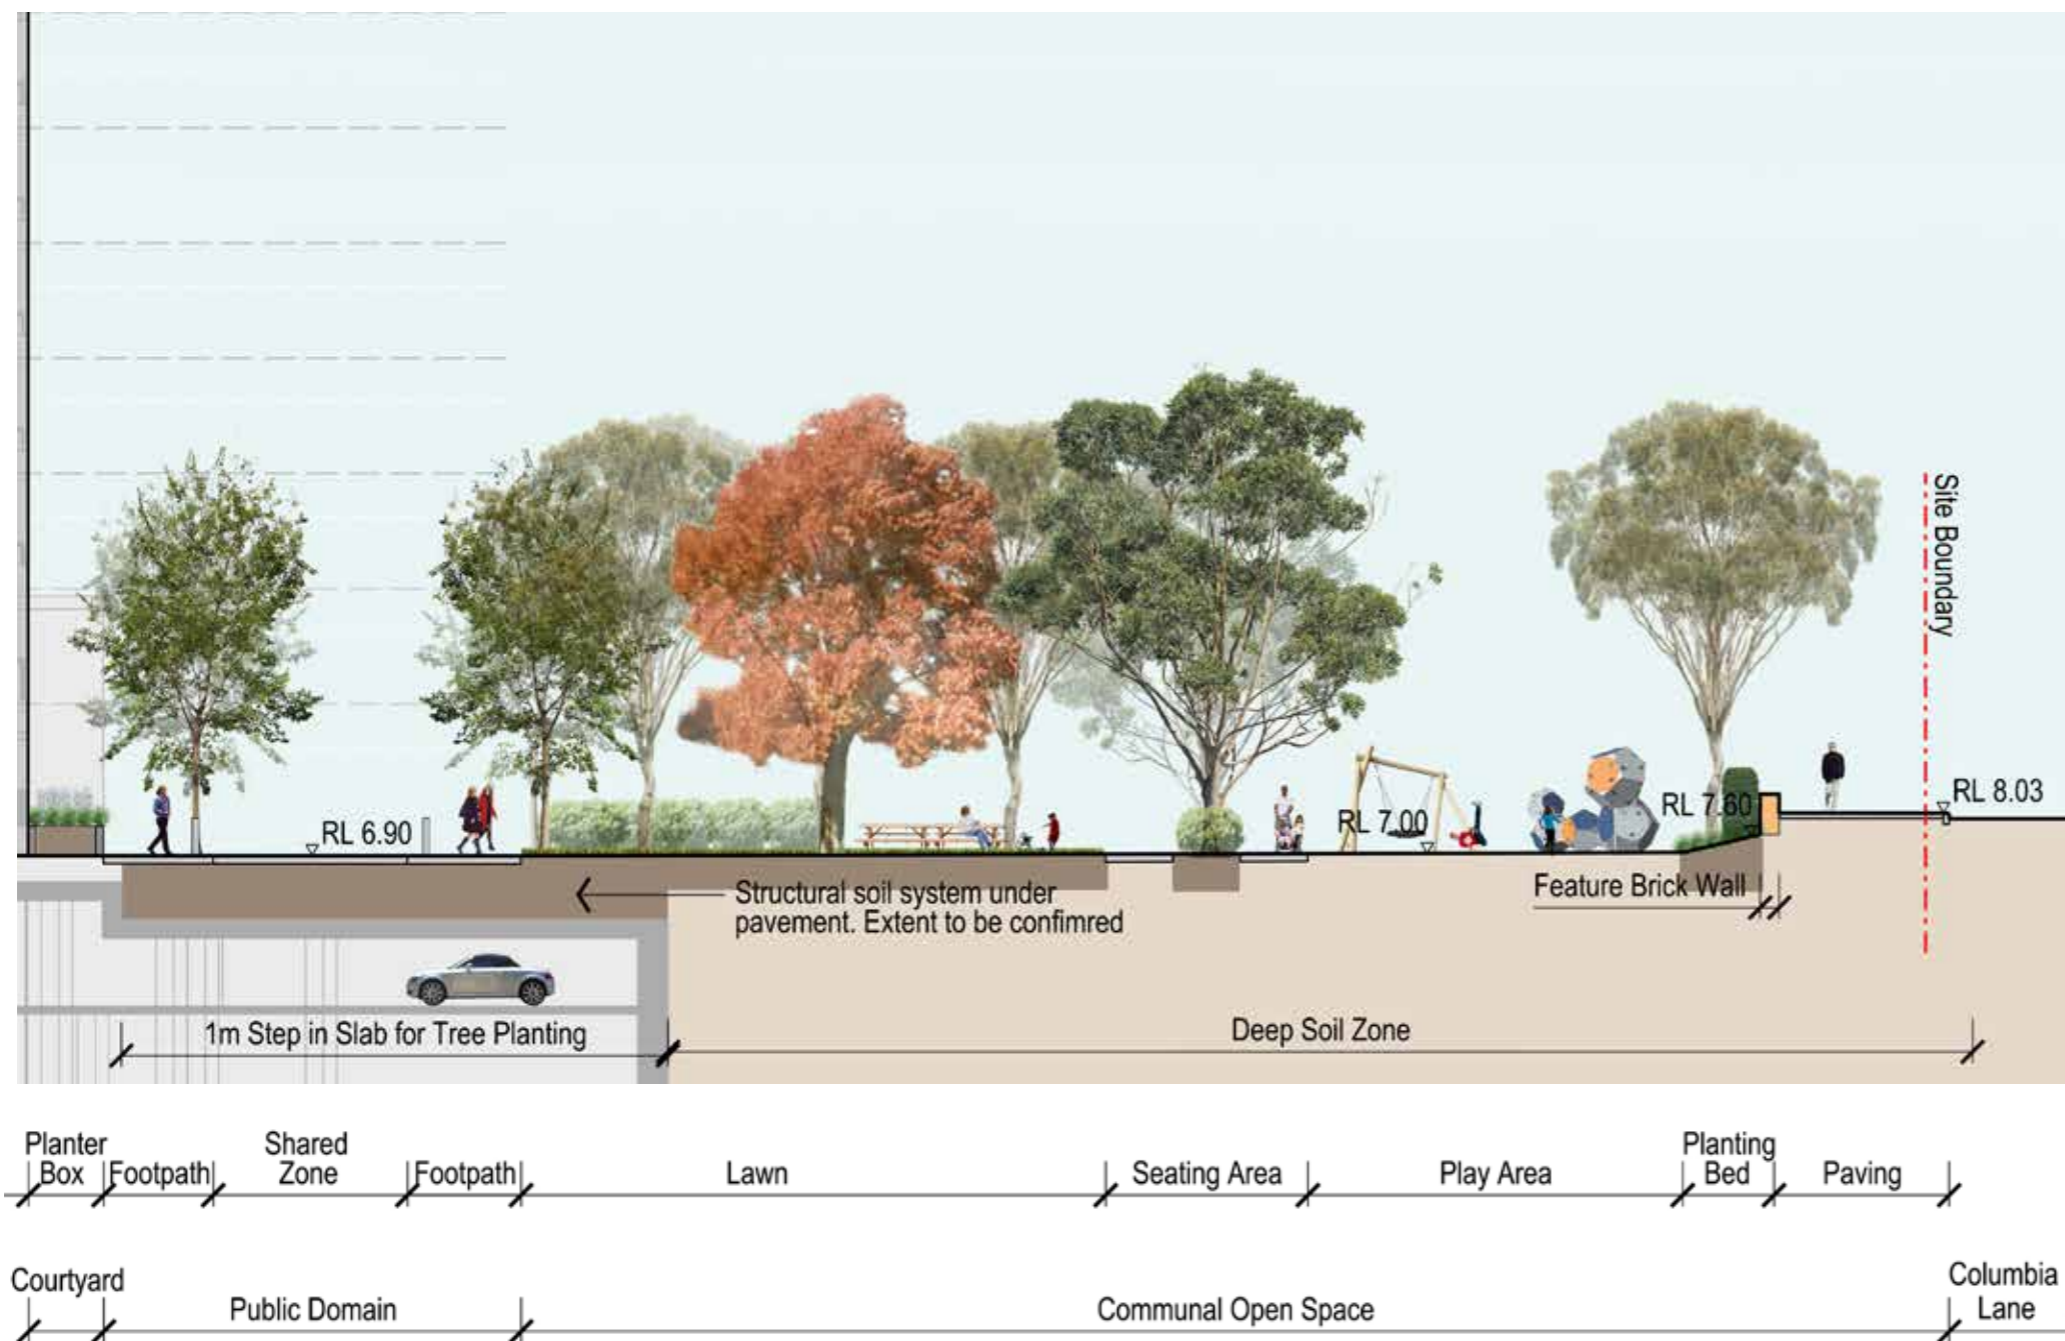 Site Boundary
RL 8.03
RL 6.90
RL 7.00
RL 7.60
Structural soil system under
pavement. Extent to be confimred
Feature Brick Wall
1m Step in Slab for Tree Planting
Deep Soil Zone
Planter
Box
Footpath
Shared
Zone
Footpath
Lawn
Seating Area
Play Area
Planting
Bed
Paving
Courtyard
Public Domain
Communal Open Space
Columbia
Lane